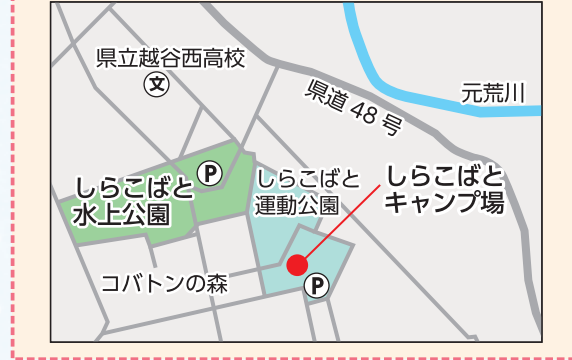 県立越谷西高校
文
県道48号
元荒川
P
しらこばと
水上公園
しらこばと
運動公園
しらこばと
キャンプ場
コバトンの森
P